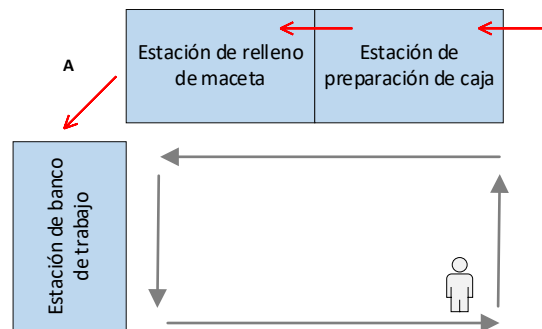 A
Estación de relleno
de maceta
Estación de
preparación de caja
Estación de banco
de trabajo